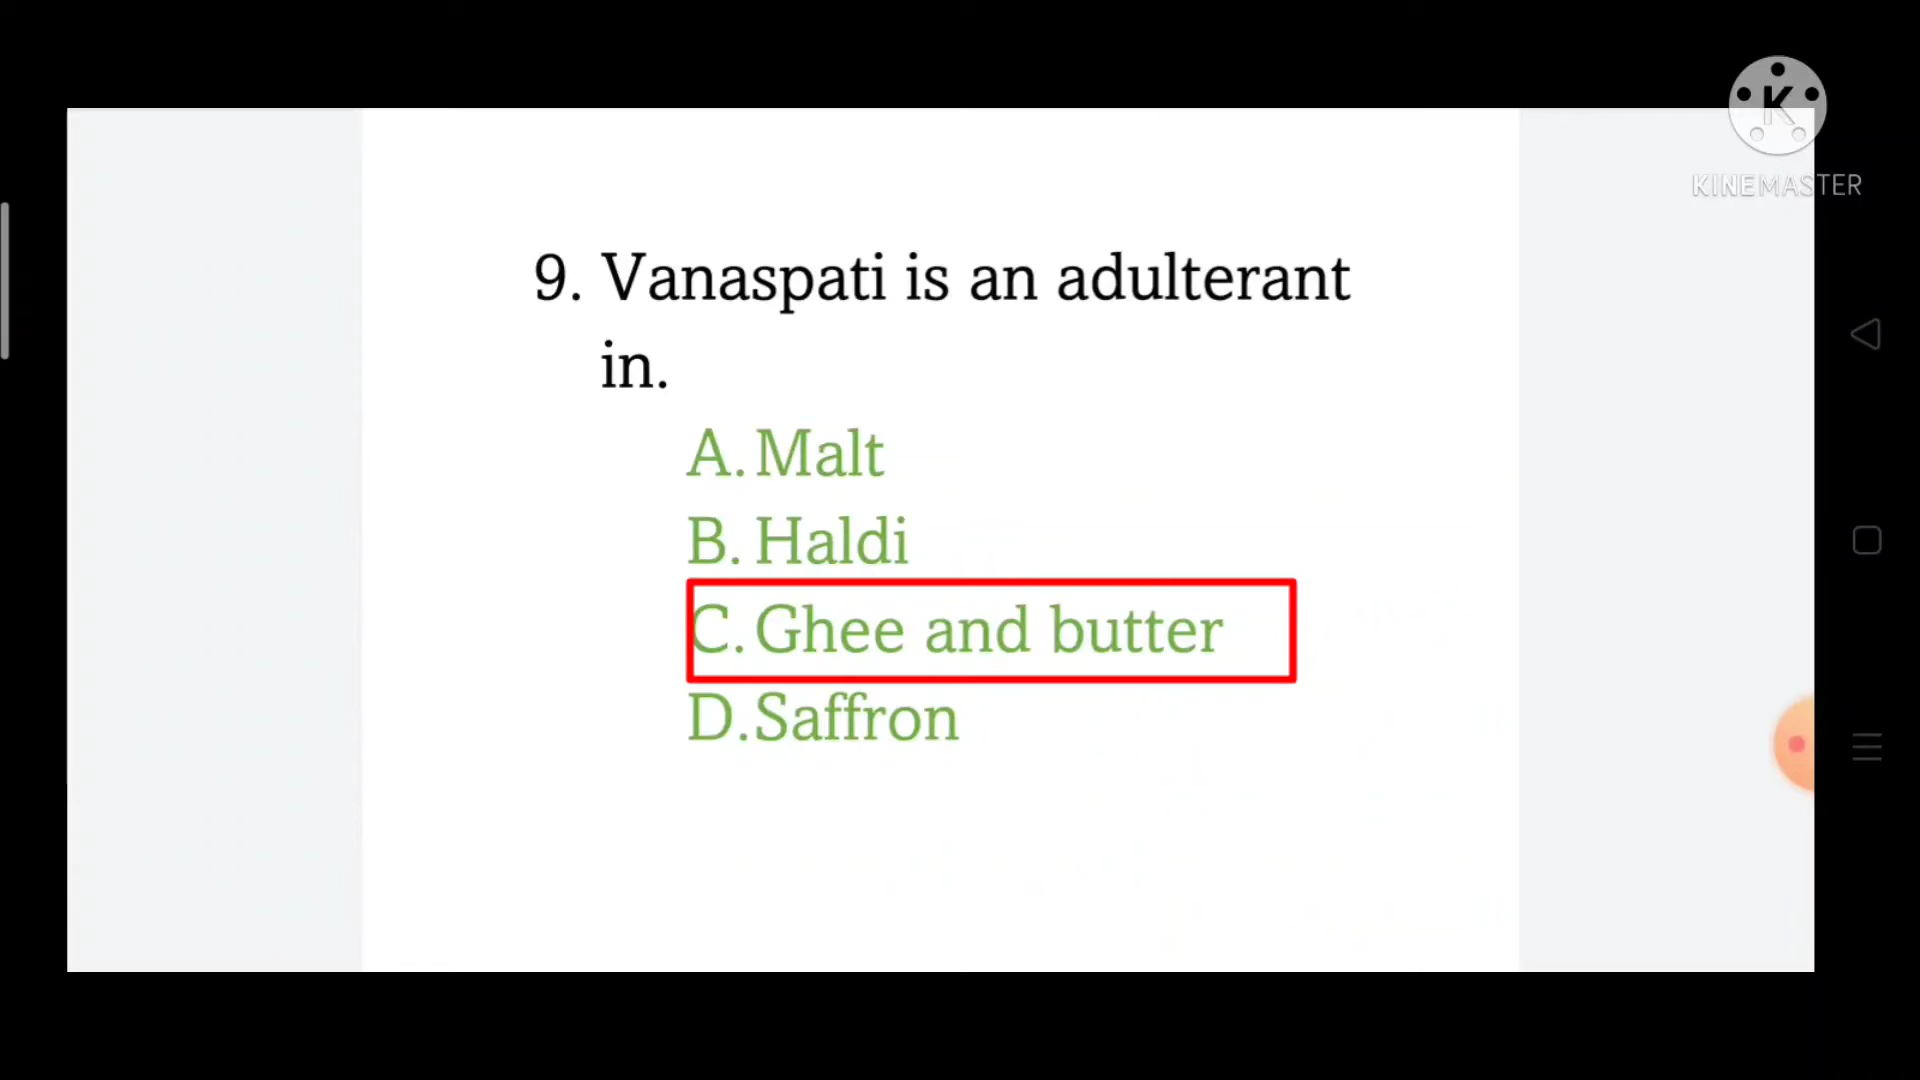 K
KINEMASTER
9. Vanaspati is an adulterant
in.
A. Malt
B. Haldi
C. Ghee and butter
D. Saffron